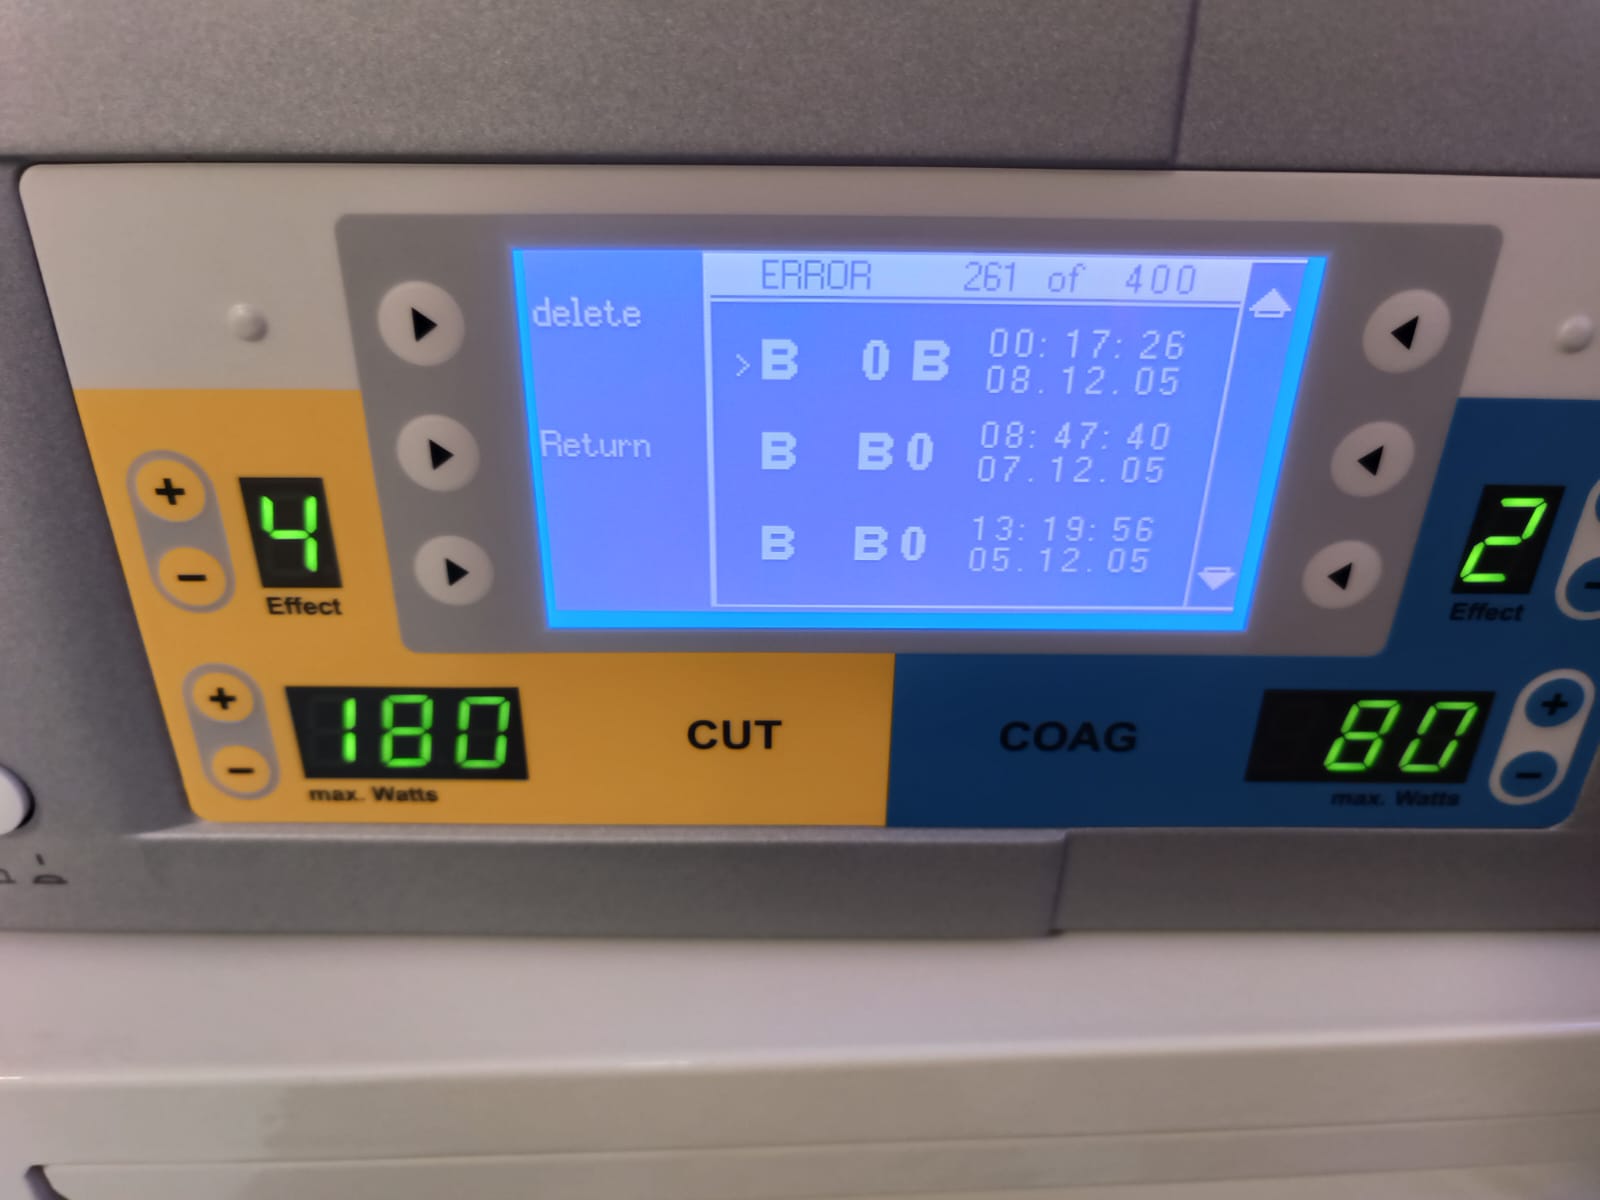 ERROR 261 of 400
delete
>B 0B 00:17:26
08.12.05
Return
B B0 08:47:40
07.12.05
B B0 13:19:56
05.12.05
+
4
-
Effect
2
-
Effect
+
180
-
max. Watts
CUT
COAG
80
+
-
max. Watts